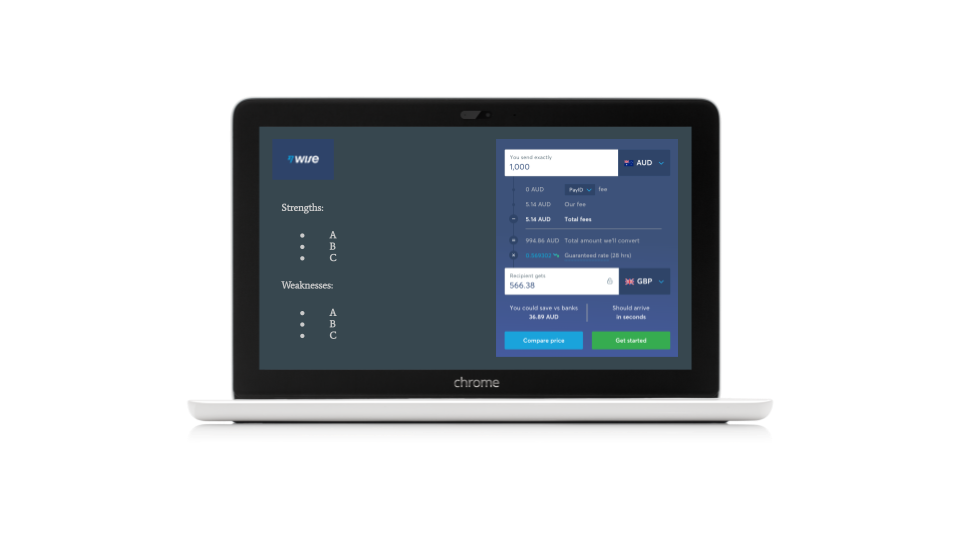 wise
Strengths:
● A
● B
● C
Weaknesses:
● A
● B
● C
You send exactly
1,000
AUD
0 AUD PayID fee
5.14 AUD Our fee
5.14 AUD Total fees
994.86 AUD Total amount we'll convert
Guaranteed rate (28 hrs)
Recipient gets
566.38
GBP
You could save vs banks
36.89 AUD
Should arrive
in seconds
Compare price
Get started
chrome